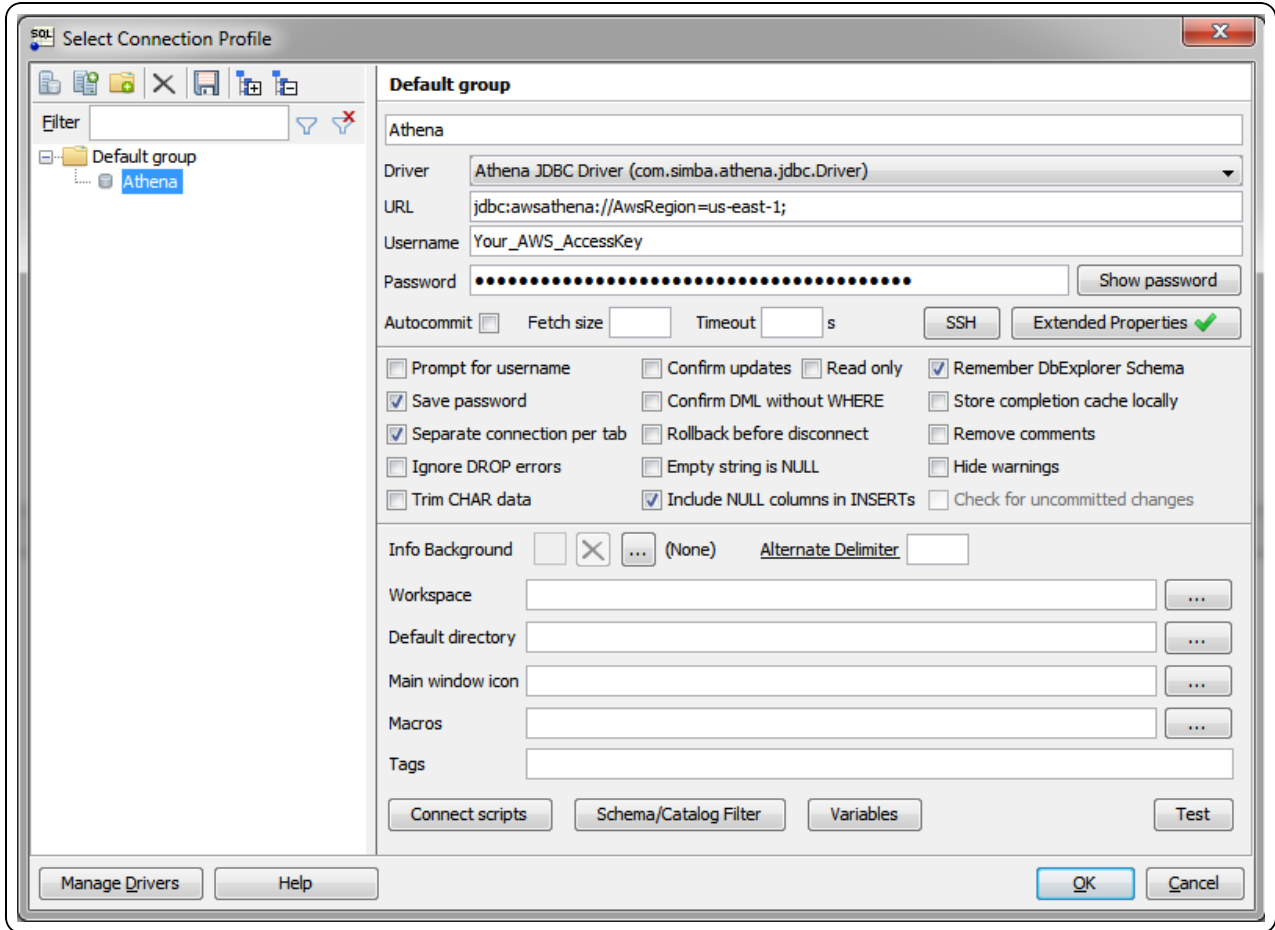 SQL Select Connection Profile
Filter
Default group
Athena
Default group
Athena
Driver Athena JDBC Driver (com.simba.athena.jdbc.Driver)
URL jdbc:awsathena://AwsRegion=us-east-1;
Username Your_AWS_AccessKey
Password ●●●●●●●●●●●●●●●●●●●●●●●●●●●●●●●●●●●●●●●● Show password
Autocommit Fetch size Timeout s SSH Extended Properties
Prompt for username Confirm updates Read only Remember DbExplorer Schema
Save password Confirm DML without WHERE Store completion cache locally
Separate connection per tab Rollback before disconnect Remove comments
Ignore DROP errors Empty string is NULL Hide warnings
Trim CHAR data Include NULL columns in INSERTs Check for uncommitted changes
Info Background ... (None) Alternate Delimiter
Workspace ...
Default directory ...
Main window icon ...
Macros ...
Tags
Connect scripts Schema/Catalog Filter Variables Test
Manage Drivers Help OK Cancel